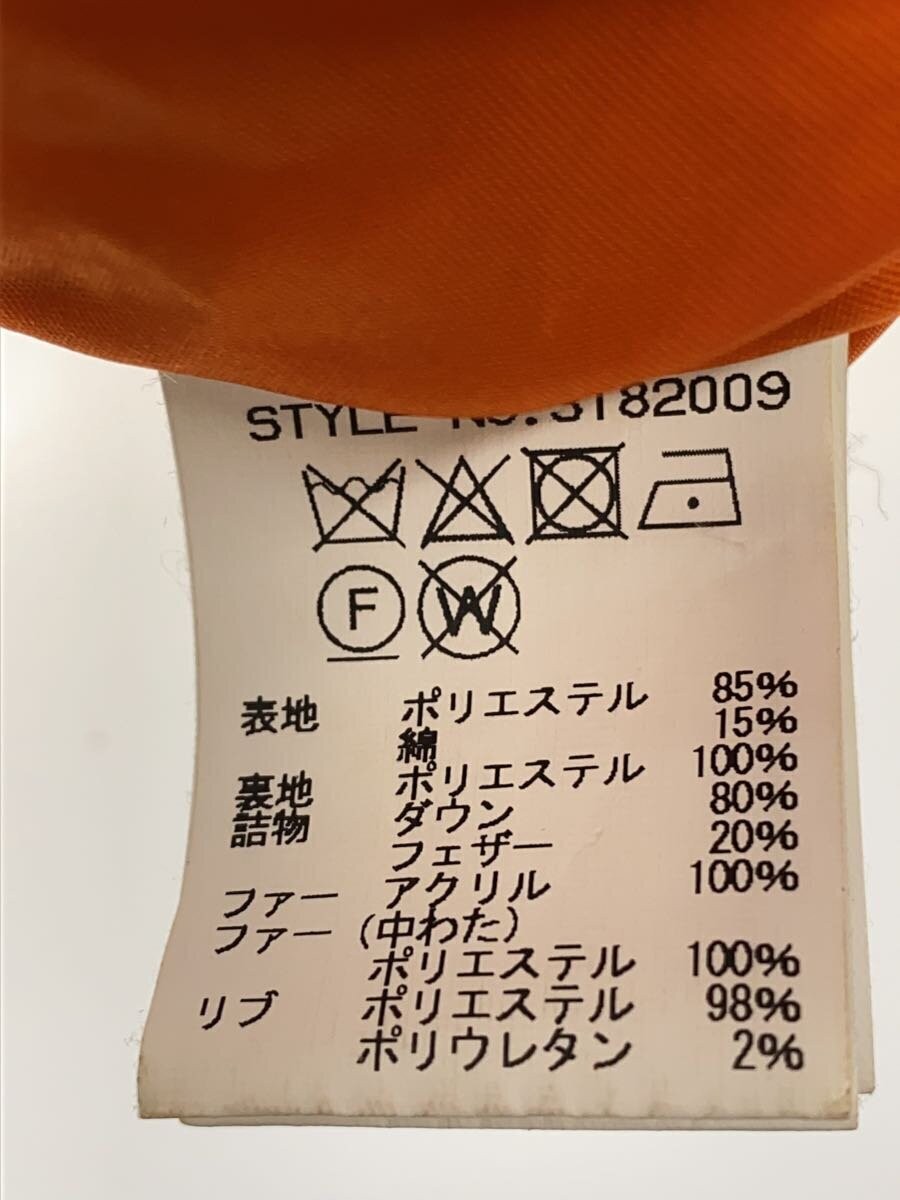 STYLE NO.3182009
F W
表地 ポリエステル 85%
綿 15%
裏地 ポリエステル 100%
詰物 ダウン 80%
フェザー 20%
ファー アクリル 100%
ファー (中わた)
ポリエステル 100%
リブ ポリエステル 98%
ポリウレタン 2%